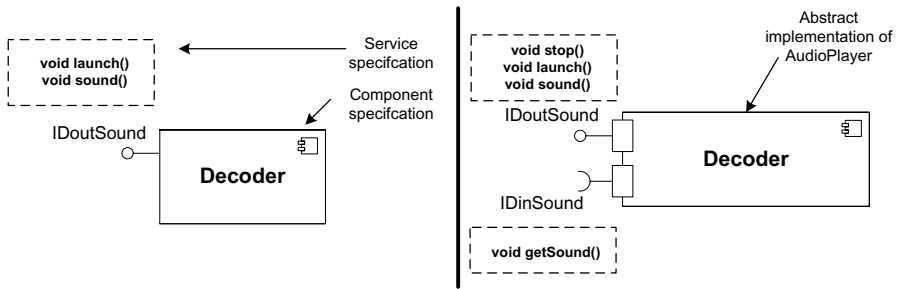 void launch()
void sound()
Service
specifcation
Component
specifcation
IDoutSound
Decoder
void stop()
void launch()
void sound()
Abstract
implementation of
AudioPlayer
IDoutSound
Decoder
IDinSound
void getSound()